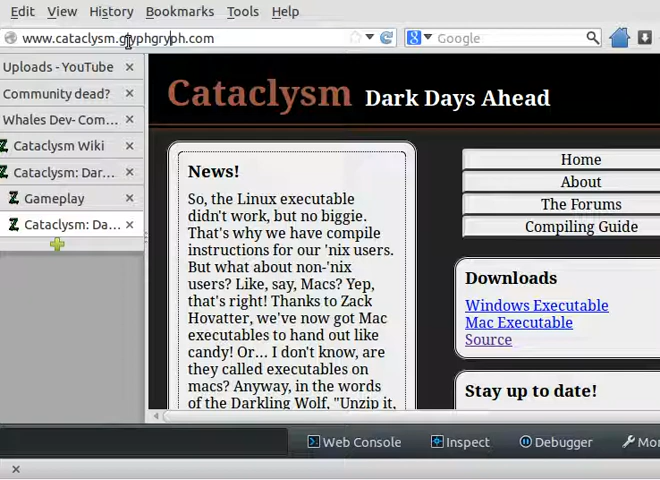 Edit View History Bookmarks Tools Help
www.cataclysm.glyphgryph.com
Google
Uploads - YouTube
Community dead?
Whales Dev- Com...
Cataclysm Wiki
Cataclysm: Dar...
Gameplay
Cataclysm: Da...
Cataclysm Dark Days Ahead
News!
So, the Linux executable
didn't work, but no biggie.
That's why we have compile
instructions for our 'nix users.
But what about non-'nix
users? Like, say, Macs? Yep,
that's right! Thanks to Zack
Hovatter, we've now got Mac
executables to hand out like
candy! Or... I don't know, are
they called executables on
macs? Anyway, in the words
of the Darkling Wolf, "Unzip it,
Home
About
The Forums
Compiling Guide
Downloads
Windows Executable
Mac Executable
Source
Stay up to date!
Web Console Inspect Debugger Mor